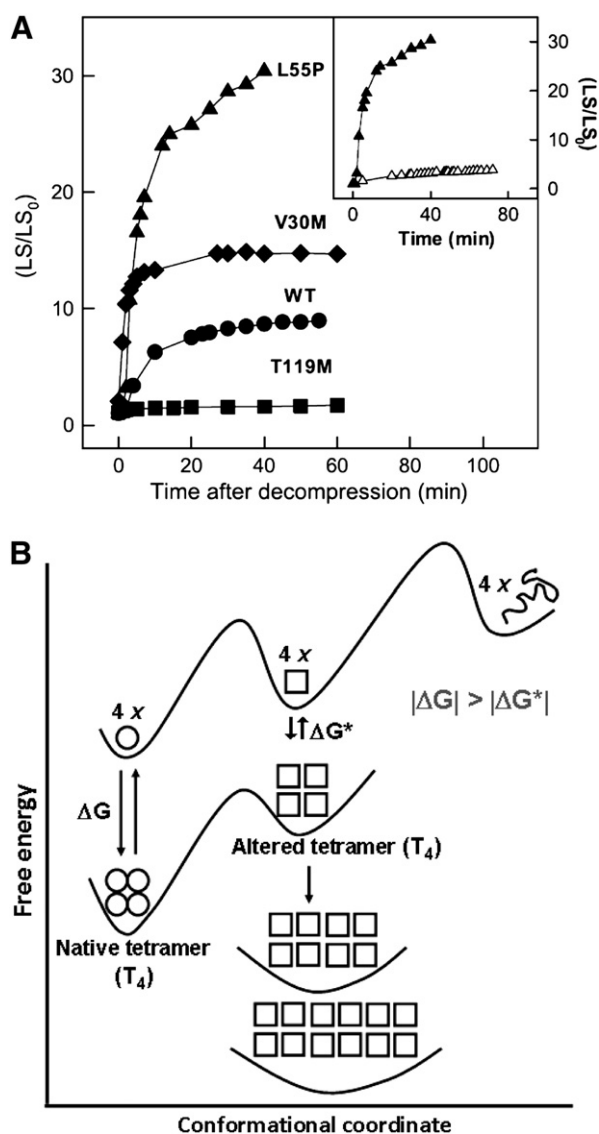 A
(LS/LS₀)
30
20
10
0
L55P
V30M
WT
T119M
0
20
40
60
80
100
Time after decompression (min)
30
20
10
0
(LS/LS₀)
0
40
80
Time (min)
B
Free energy
4 x
4 x
4 x
|ΔG| > |ΔG*|
ΔG*
ΔG
Altered tetramer (T₄)
Native tetramer
(T₄)
Conformational coordinate